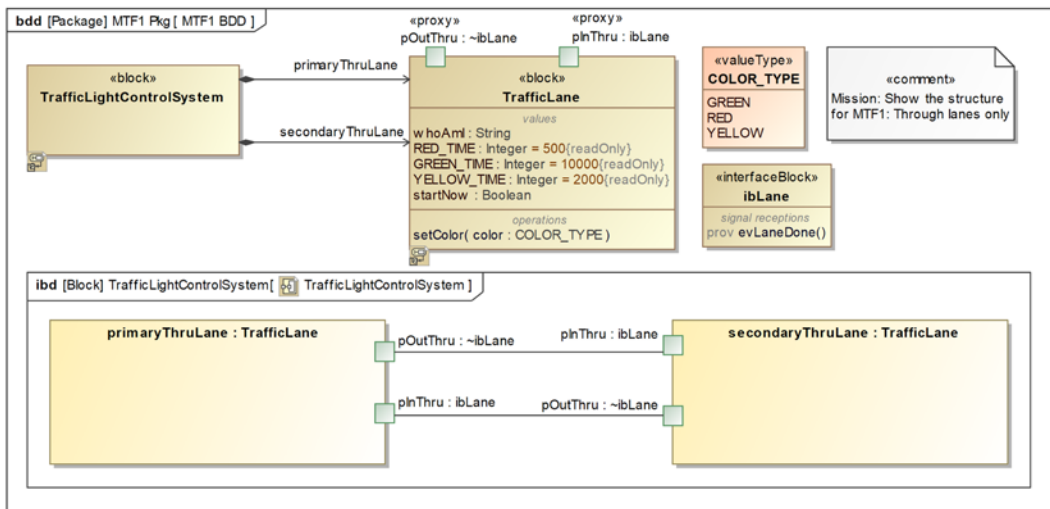 bdd [Package] MTF1 Pkg [ MTF1 BDD ]
«proxy»
pOutThru : ~ibLane
«proxy»
pInThru : ibLane
«block»
TrafficLightControlSystem
primaryThruLane
secondaryThruLane
«block»
TrafficLane
values
whoAmI : String
RED_TIME : Integer = 500{readOnly}
GREEN_TIME : Integer = 10000{readOnly}
YELLOW_TIME : Integer = 2000{readOnly}
startNow : Boolean
operations
setColor( color : COLOR_TYPE )
«valueType»
COLOR_TYPE
GREEN
RED
YELLOW
«comment»
Mission: Show the structure
for MTF1: Through lanes only
«interfaceBlock»
ibLane
signal receptions
prov evLaneDone()
ibd [Block] TrafficLightControlSystem[ TrafficLightControlSystem ]
primaryThruLane : TrafficLane
secondaryThruLane : TrafficLane
pOutThru : ~ibLane
pInThru : ibLane
pInThru : ibLane
pOutThru : ~ibLane